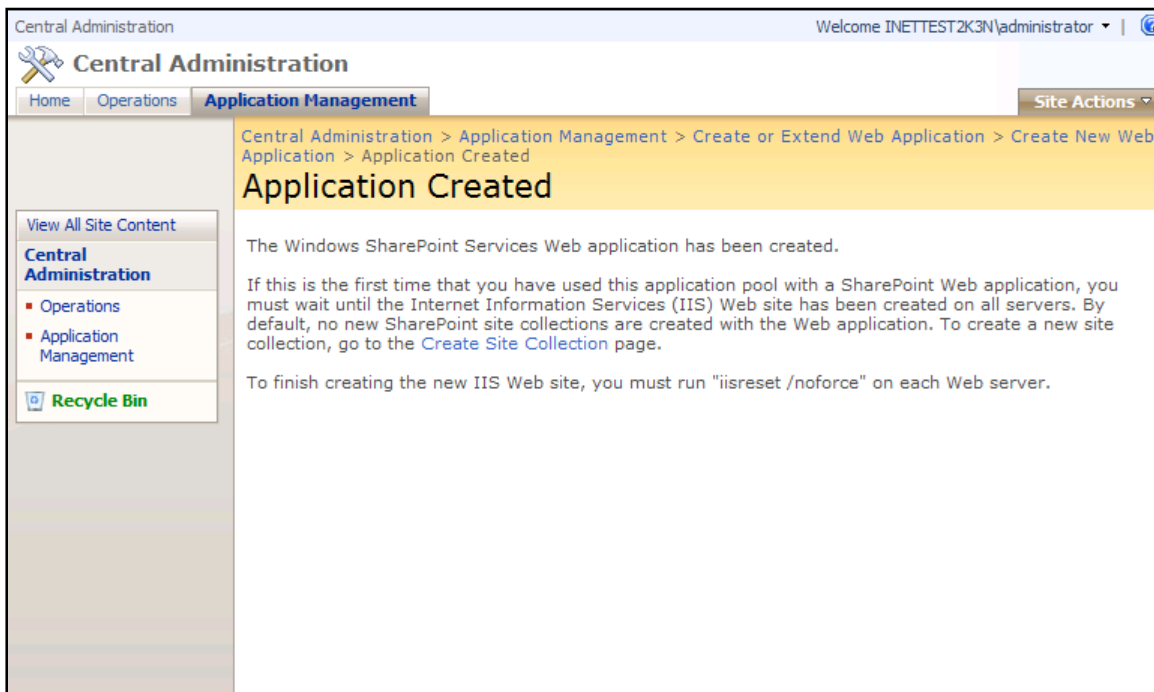 Central Administration
Welcome INETTEST2K3N\administrator
|
Central Administration
Home
Operations
Application Management
Site Actions
Central Administration > Application Management > Create or Extend Web Application > Create New Web
Application > Application Created
Application Created
View All Site Content
Central
Administration
Operations
Application
Management
Recycle Bin
The Windows SharePoint Services Web application has been created.
If this is the first time that you have used this application pool with a SharePoint Web application, you
must wait until the Internet Information Services (IIS) Web site has been created on all servers. By
default, no new SharePoint site collections are created with the Web application. To create a new site
collection, go to the Create Site Collection page.
To finish creating the new IIS Web site, you must run "iisreset /noforce" on each Web server.